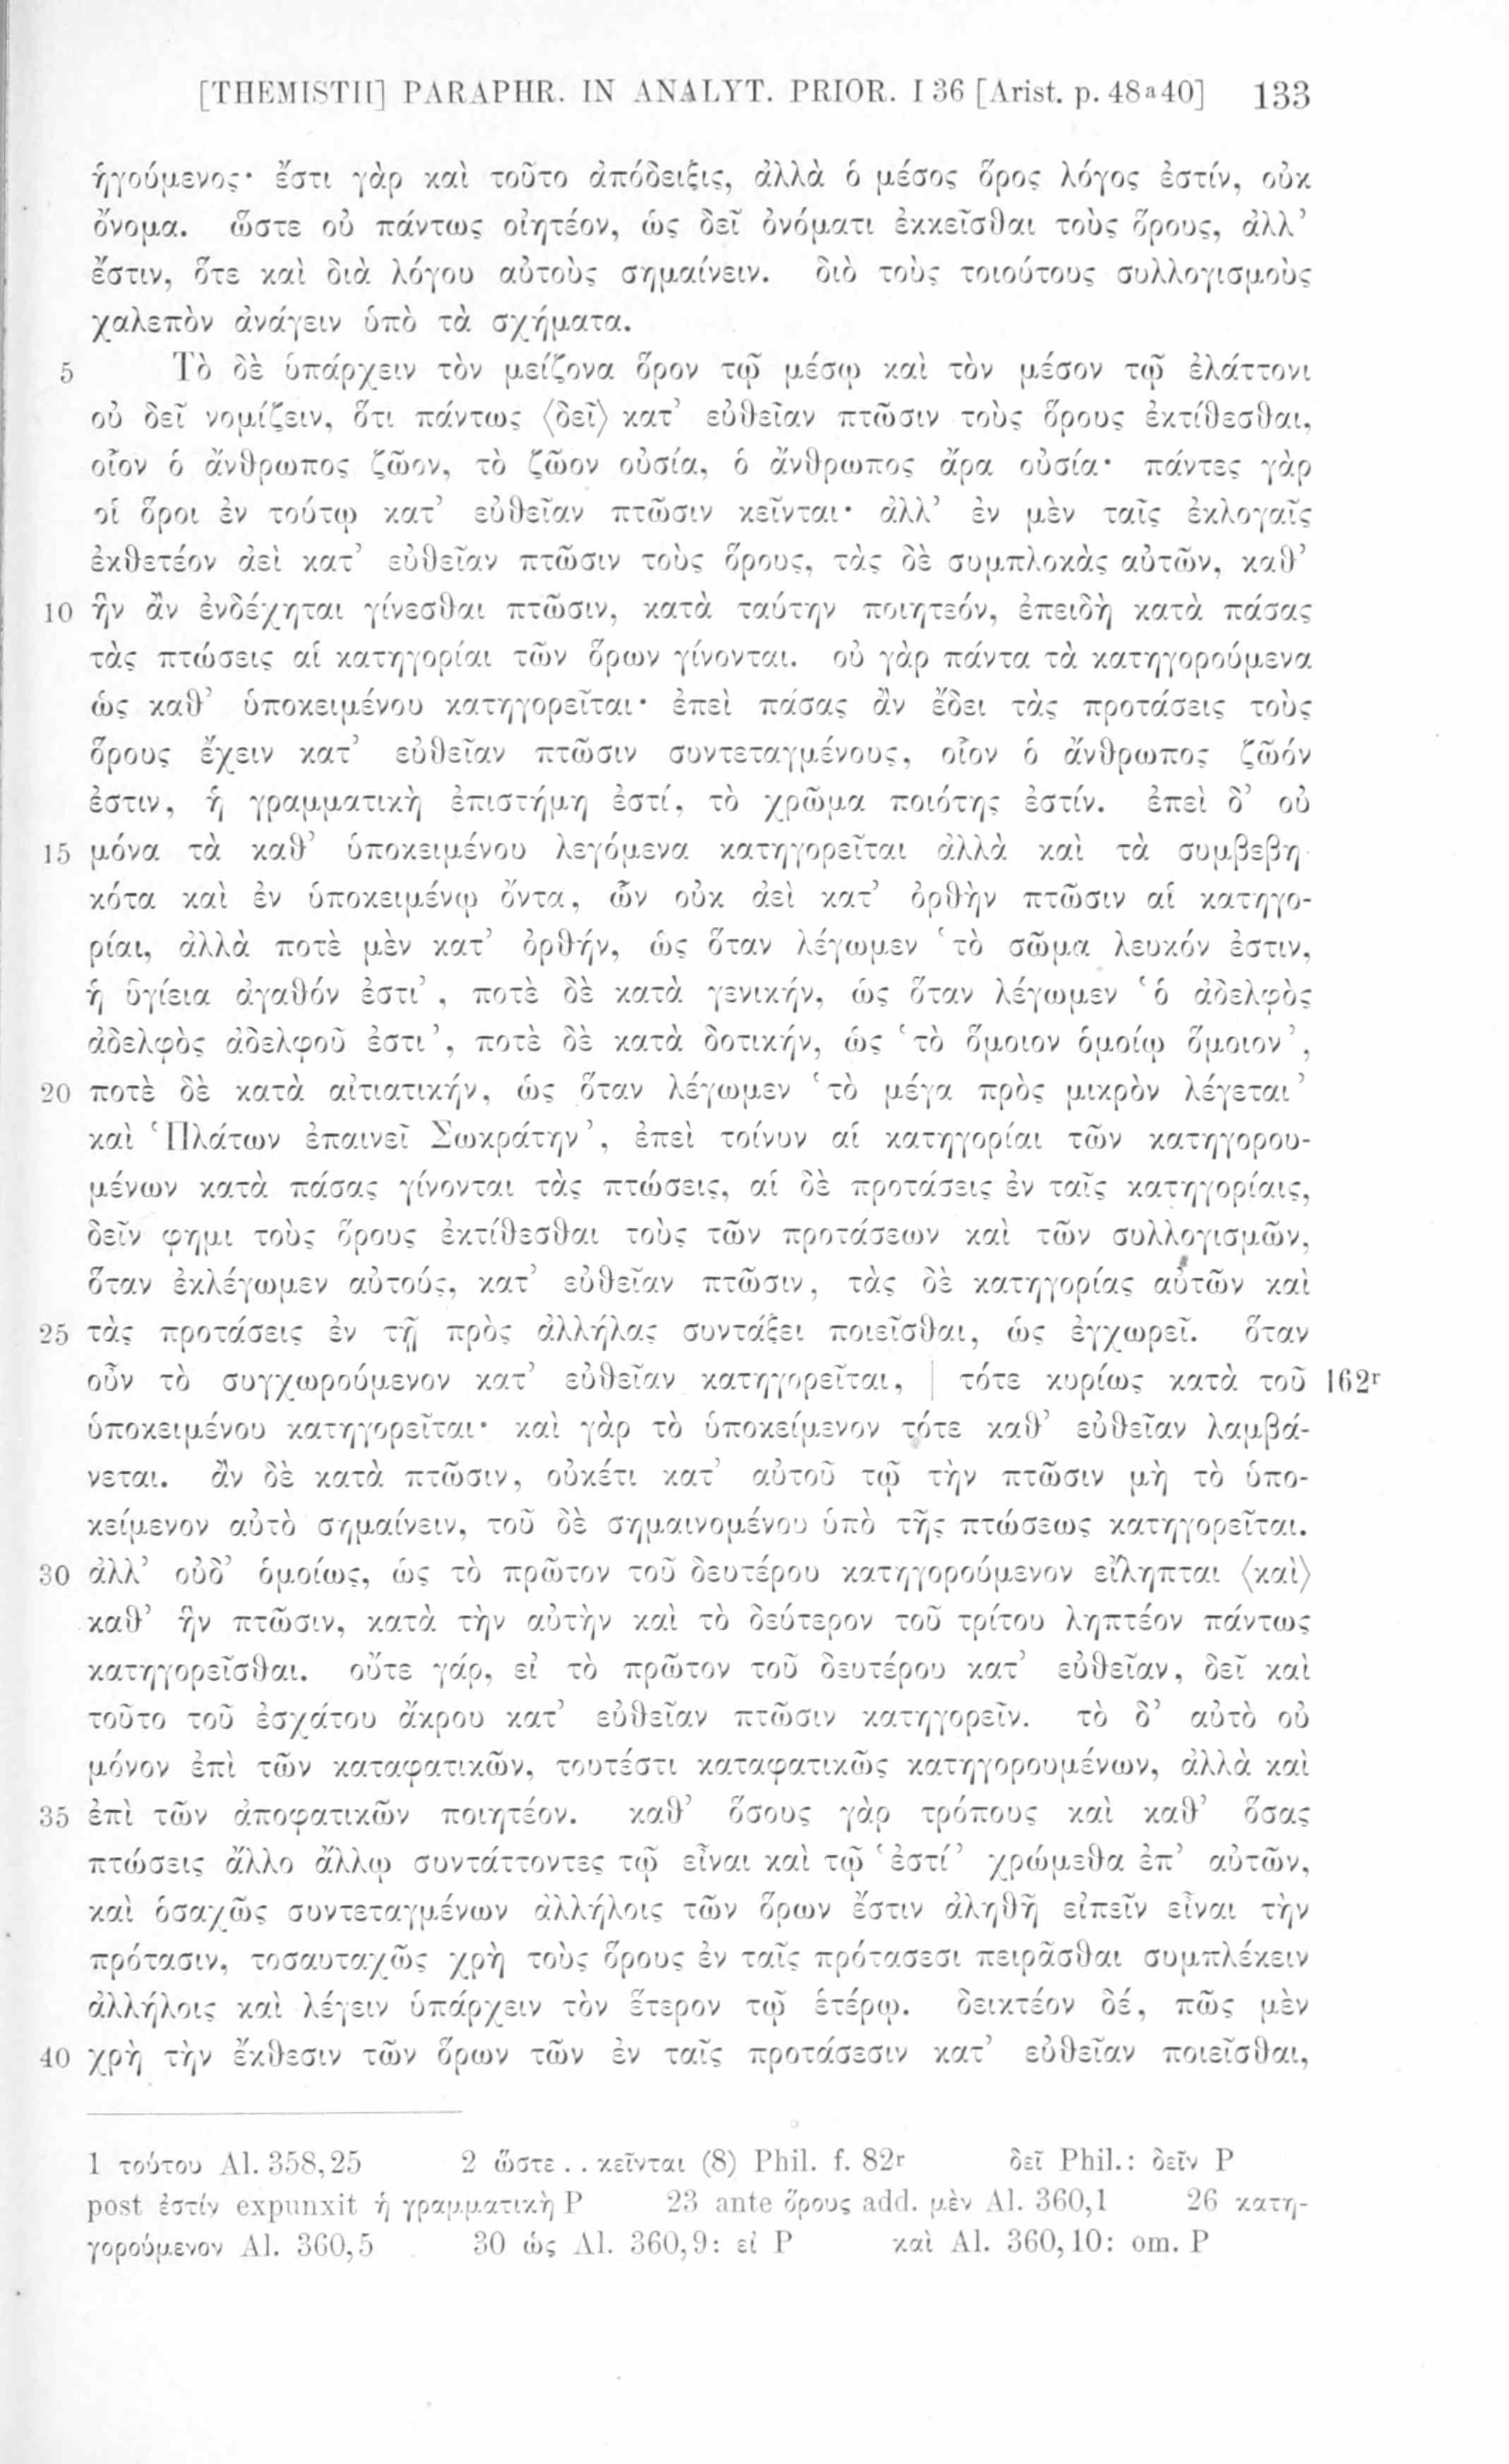 [THEMISTII] PARAPHR. IN ANALYT. PRIOR. I 36 [Arist. p. 48a40] 133
ἡγούμενος· ἔστι γὰρ καὶ τοῦτο ἀπόδειξις, ἀλλὰ ὁ μέσος ὅρος λόγος ἐστίν, οὐκ
ὄνομα. ὥστε οὐ πάντως οἰητέον, ὡς δεῖ ὀνόματι ἐκκεῖσθαι τοὺς ὅρους, ἀλλ’
ἔστιν, ὅτε καὶ διὰ λόγου αὐτοὺς σημαίνειν. διὸ τοὺς τοιούτους συλλογισμοὺς
χαλεπὸν ἀνάγειν ὑπὸ τὰ σχήματα.
5 Τὸ δὲ ὑπάρχειν τὸν μείζονα ὅρον τῷ μέσῳ καὶ τὸν μέσον τῷ ἐλάττονι
οὐ δεῖ νομίζειν, ὅτι πάντως ⟨δεῖ⟩ κατ’ εὐθεῖαν πτῶσιν τοὺς ὅρους ἐκτίθεσθαι,
οἷον ὁ ἄνθρωπος ζῶον, τὸ ζῶον οὐσία, ὁ ἄνθρωπος ἄρα οὐσία· πάντες γὰρ
οἱ ὅροι ἐν τούτῳ κατ’ εὐθεῖαν πτῶσιν κεῖνται· ἀλλ’ ἐν μὲν ταῖς ἐκλογαῖς
ἐκθετέον ἀεὶ κατ’ εὐθεῖαν πτῶσιν τοὺς ὅρους, τὰς δὲ συμπλοκὰς αὐτῶν, καθ’
10 ἣν ἂν ἐνδέχηται γίνεσθαι πτῶσιν, κατὰ ταύτην ποιητεόν, ἐπειδὴ κατὰ πάσας
τὰς πτώσεις αἱ κατηγορίαι τῶν ὅρων γίνονται. οὐ γὰρ πάντα τὰ κατηγορούμενα
ὡς καθ’ ὑποκειμένου κατηγορεῖται· ἐπεὶ πάσας ἂν ἔδει τὰς προτάσεις τοὺς
ὅρους ἔχειν κατ’ εὐθεῖαν πτῶσιν συντεταγμένους, οἷον ὁ ἄνθρωπος ζῶόν
ἐστιν, ἡ γραμματικὴ ἐπιστήμη ἐστί, τὸ χρῶμα ποιότης ἐστίν. ἐπεὶ δ’ οὐ
15 μόνα τὰ καθ’ ὑποκειμένου λεγόμενα κατηγορεῖται ἀλλὰ καὶ τὰ συμβεβη-
κότα καὶ ἐν ὑποκειμένῳ ὄντα, ὧν οὐκ ἀεὶ κατ’ ὀρθὴν πτῶσιν αἱ κατηγο-
ρίαι, ἀλλὰ ποτὲ μὲν κατ’ ὀρθήν, ὡς ὅταν λέγωμεν ‘τὸ σῶμα λευκόν ἐστιν,
ἡ ὑγίεια ἀγαθόν ἐστι’, ποτὲ δὲ κατὰ γενικήν, ὡς ὅταν λέγωμεν ‘ὁ ἀδελφὸς
ἀδελφὸς ἀδελφοῦ ἐστι’, ποτὲ δὲ κατὰ δοτικήν, ὡς ‘τὸ ὅμοιον ὁμοίῳ ὅμοιον’,
20 ποτὲ δὲ κατὰ αἰτιατικήν, ὡς ὅταν λέγωμεν ‘τὸ μέγα πρὸς μικρὸν λέγεται’
καὶ ‘Πλάτων ἐπαινεῖ Σωκράτην’, ἐπεὶ τοίνυν αἱ κατηγορίαι τῶν κατηγορου-
μένων κατὰ πάσας γίνονται τὰς πτώσεις, αἱ δὲ προτάσεις ἐν ταῖς κατηγορίαις,
δεῖν φημι τοὺς ὅρους ἐκτίθεσθαι τοὺς τῶν προτάσεων καὶ τῶν συλλογισμῶν,
ὅταν ἐκλέγωμεν αὐτούς, κατ’ εὐθεῖαν πτῶσιν, τὰς δὲ κατηγορίας αὐτῶν καὶ
25 τὰς προτάσεις ἐν τῇ πρὸς ἀλλήλας συντάξει ποιεῖσθαι, ὡς ἐγχωρεῖ. ὅταν
οὖν τὸ συγχωρούμενον κατ’ εὐθεῖαν κατηγορεῖται, | τότε κυρίως κατὰ τοῦ 162r
ὑποκειμένου κατηγορεῖται· καὶ γὰρ τὸ ὑποκείμενον τότε καθ’ εὐθεῖαν λαμβά-
νεται. ἂν δὲ κατὰ πτῶσιν, οὐκέτι κατ’ αὐτοῦ τῷ τὴν πτῶσιν μὴ τὸ ὑπο-
κείμενον αὐτὸ σημαίνειν, τοῦ δὲ σημαινομένου ὑπὸ τῆς πτώσεως κατηγορεῖται.
30 ἀλλ’ οὐδ’ ὁμοίως, ὡς τὸ πρῶτον τοῦ δευτέρου κατηγορούμενον εἴληπται ⟨καὶ⟩
καθ’ ἣν πτῶσιν, κατὰ τὴν αὐτὴν καὶ τὸ δεύτερον τοῦ τρίτου ληπτέον πάντως
κατηγορεῖσθαι. οὔτε γάρ, εἰ τὸ πρῶτον τοῦ δευτέρου κατ’ εὐθεῖαν, δεῖ καὶ
τοῦτο τοῦ ἐσχάτου ἄκρου κατ’ εὐθεῖαν πτῶσιν κατηγορεῖν. τὸ δ’ αὐτὸ οὐ
μόνον ἐπὶ τῶν καταφατικῶν, τουτέστι καταφατικῶς κατηγορουμένων, ἀλλὰ καὶ
35 ἐπὶ τῶν ἀποφατικῶν ποιητέον. καθ’ ὅσους γὰρ τρόπους καὶ καθ’ ὅσας
πτώσεις ἄλλο ἄλλῳ συντάττοντες τῷ εἶναι καὶ τῷ ‘ἐστί’ χρώμεθα ἐπ’ αὐτῶν,
καὶ ὁσαχῶς συντεταγμένων ἀλλήλοις τῶν ὅρων ἔστιν ἀληθῆ εἰπεῖν εἶναι τὴν
πρότασιν, τοσαυταχῶς χρὴ τοὺς ὅρους ἐν ταῖς πρότασεσι πειρᾶσθαι συμπλέκειν
ἀλλήλοις καὶ λέγειν ὑπάρχειν τὸν ἕτερον τῷ ἑτέρῳ. δεικτέον δέ, πῶς μὲν
40 χρὴ τὴν ἔκθεσιν τῶν ὅρων τῶν ἐν ταῖς προτάσεσιν κατ’ εὐθεῖαν ποιεῖσθαι,
1 τούτου Al. 358,25 2 ὥστε . . κεῖνται (8) Phil. f. 82r δεῖ Phil.: δεῖν P
post ἐστίν expunxit ἡ γραμματικὴ P 23 ante ὅρους add. μὲν Al. 360,1 26 κατη-
γορούμενον Al. 360,5 30 ὡς Al. 360,9: εἰ P καὶ Al. 360,10: om. P